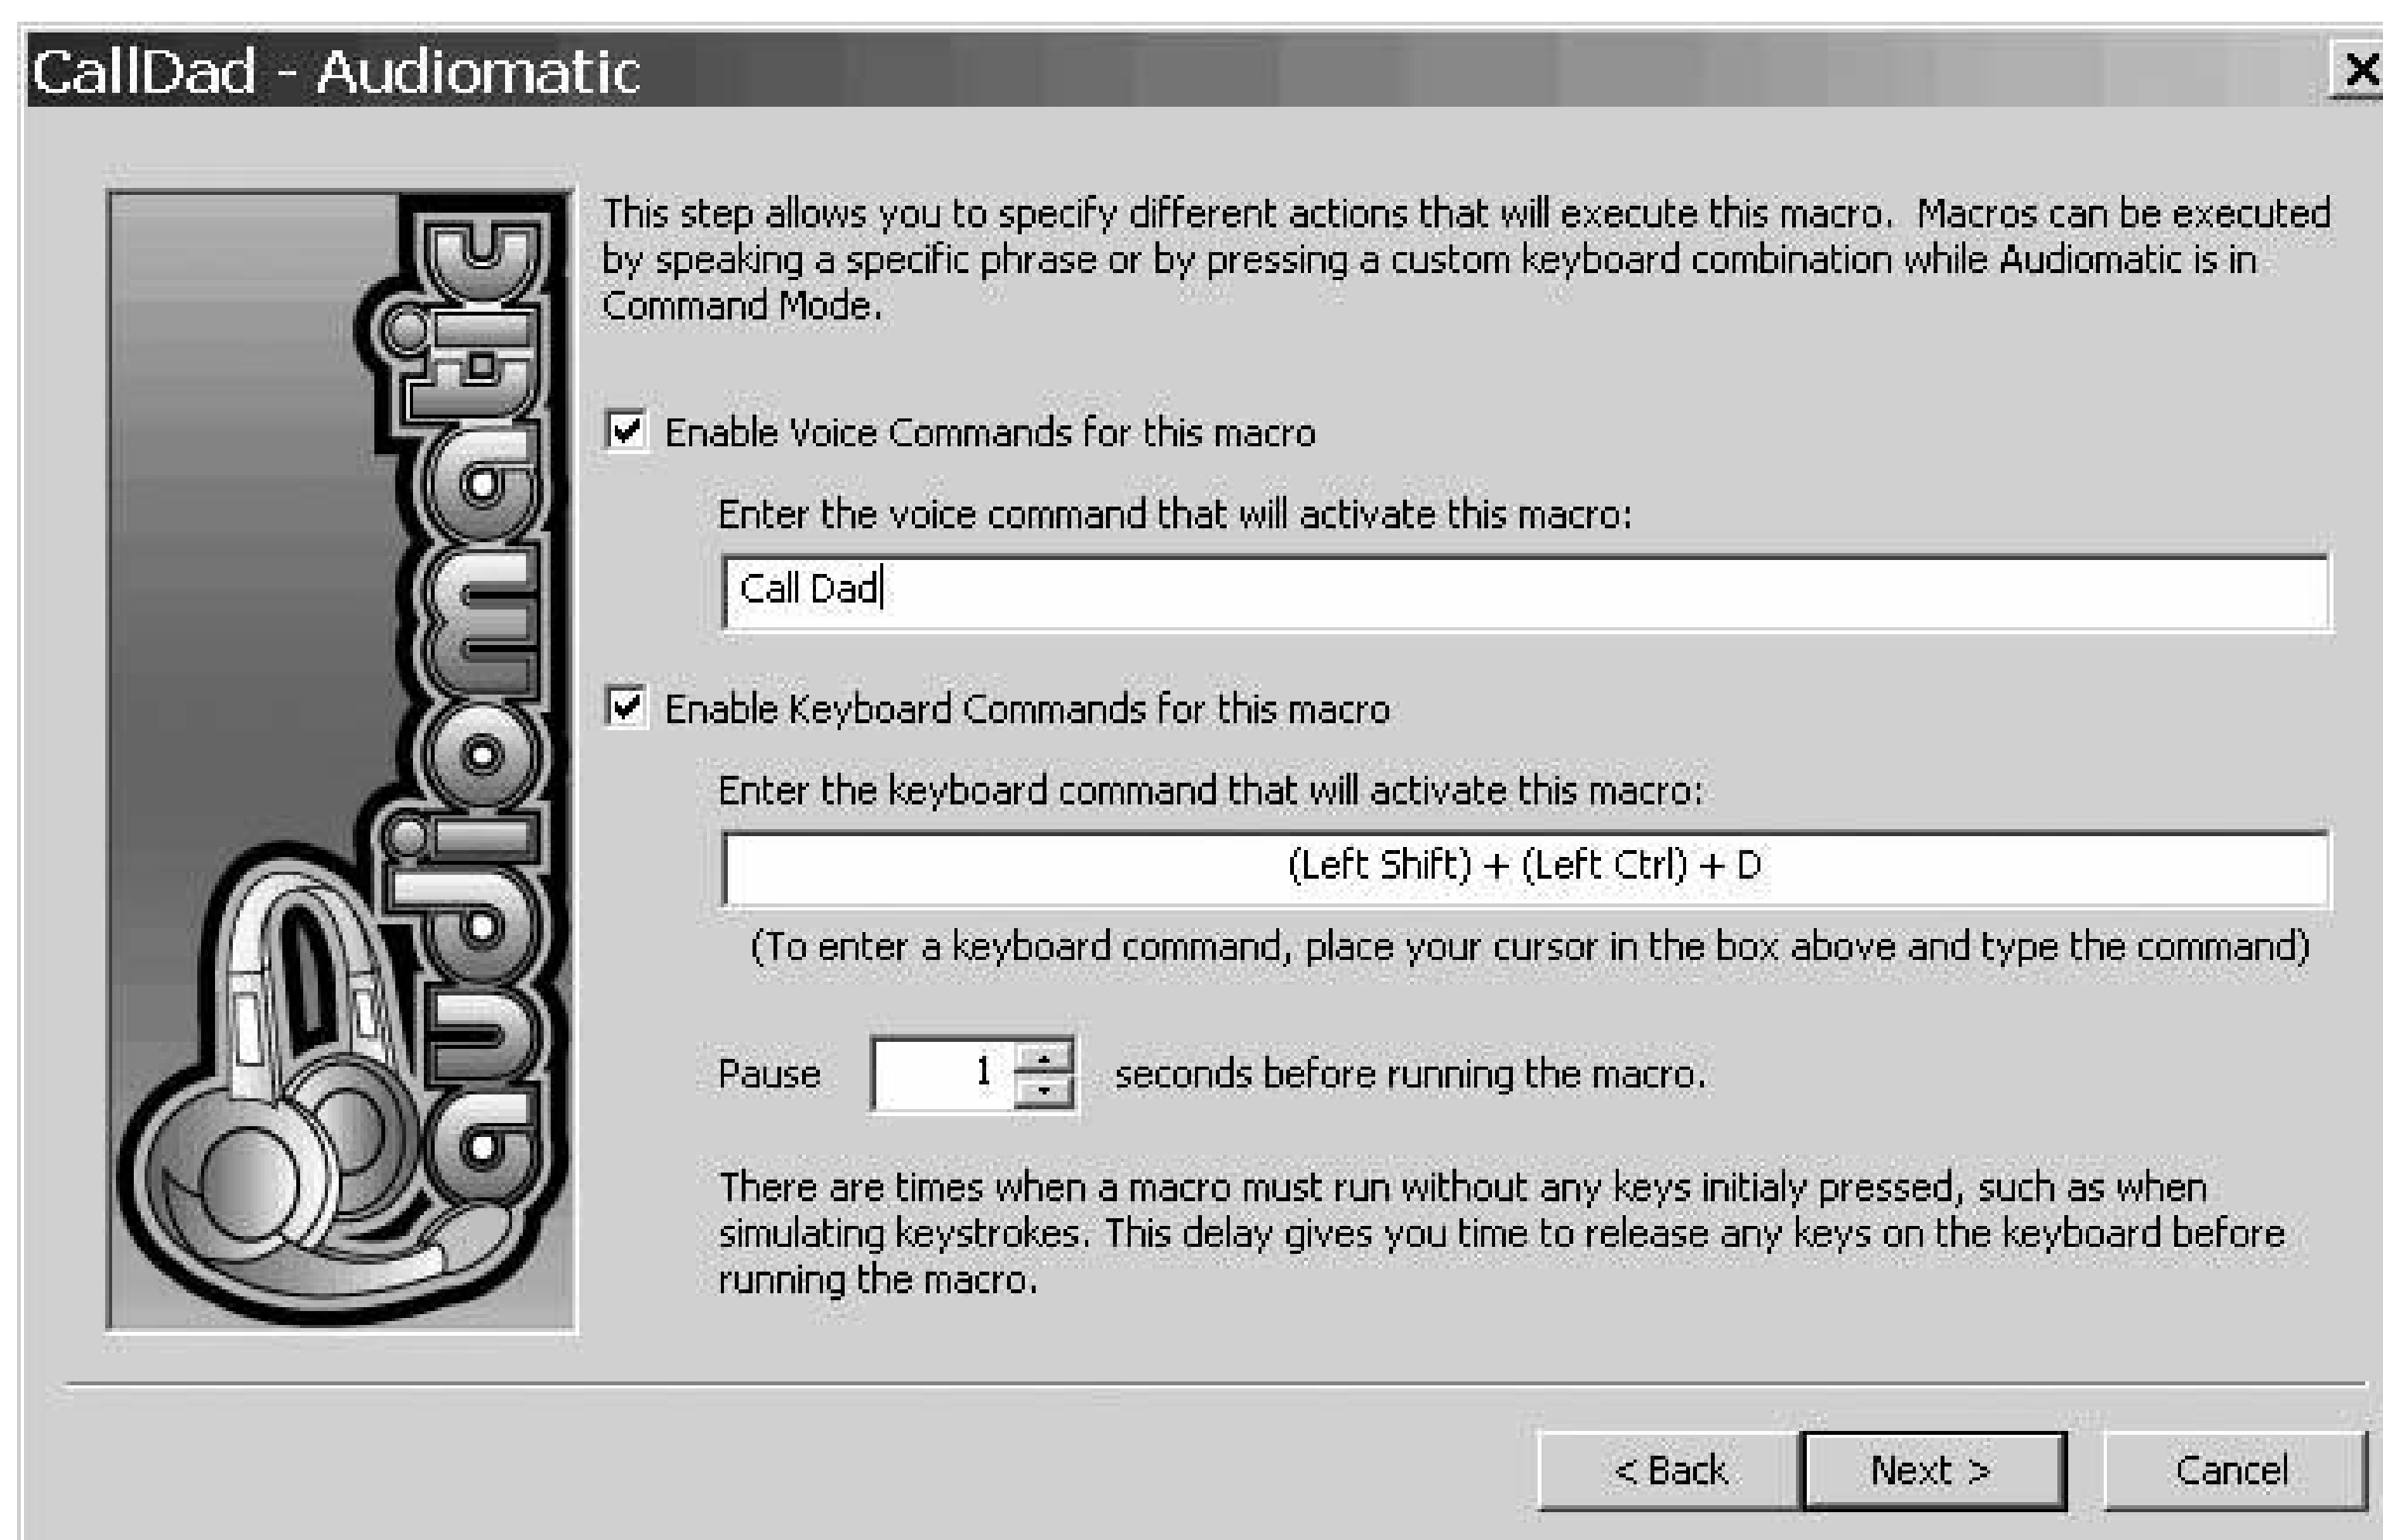 CallDad - Audiomatic
audiomatic
This step allows you to specify different actions that will execute this macro.  Macros can be executed
by speaking a specific phrase or by pressing a custom keyboard combination while Audiomatic is in
Command Mode.
Enable Voice Commands for this macro
Enter the voice command that will activate this macro:
Call Dad
Enable Keyboard Commands for this macro
Enter the keyboard command that will activate this macro:
(Left Shift) + (Left Ctrl) + D
(To enter a keyboard command, place your cursor in the box above and type the command)
Pause 1 seconds before running the macro.
There are times when a macro must run without any keys initialy pressed, such as when
simulating keystrokes. This delay gives you time to release any keys on the keyboard before
running the macro.
< Back Next > Cancel